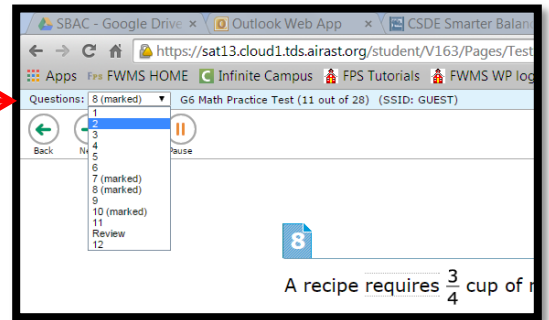 SBAC - Google Drive × Outlook Web App × CSDE Smarter Balan
https://sat13.cloud1.tds.airast.org/student/V163/Pages/Test
Apps FPS FWMS HOME Infinite Campus FPS Tutorials FWMS WP log
Questions: 8 (marked) G6 Math Practice Test (11 out of 28) (SSID: GUEST)
1
2
3
4
5
6
7 (marked)
8 (marked)
9
10 (marked)
11
Review
12
Back Pause
8
A recipe requires 3/4 cup of